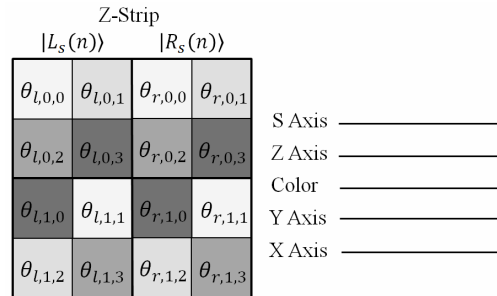 Z-Strip
|L_s(n)⟩ |R_s(n)⟩
θ_{l,0,0} θ_{l,0,1} θ_{r,0,0} θ_{r,0,1}
θ_{l,0,2} θ_{l,0,3} θ_{r,0,2} θ_{r,0,3}
θ_{l,1,0} θ_{l,1,1} θ_{r,1,0} θ_{r,1,1}
θ_{l,1,2} θ_{l,1,3} θ_{r,1,2} θ_{r,1,3}
S Axis
Z Axis
Color
Y Axis
X Axis